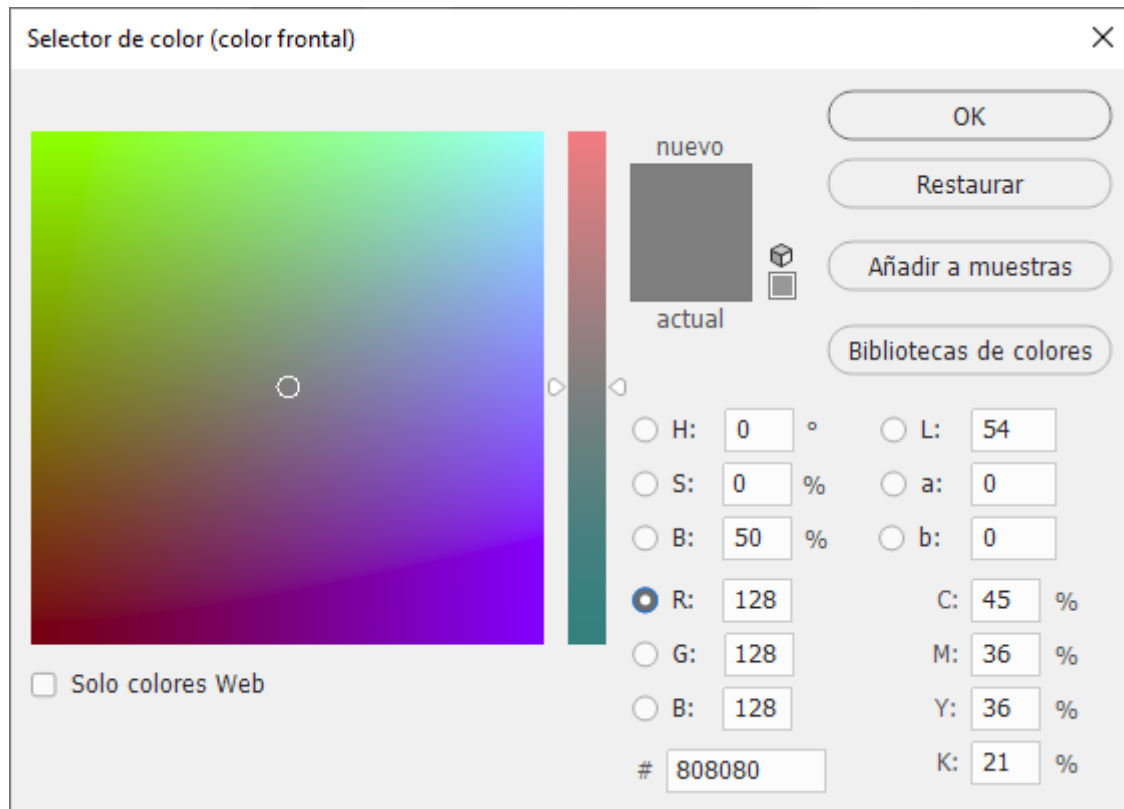 Selector de color (color frontal)
nuevo
actual
OK
Restaurar
Añadir a muestras
Bibliotecas de colores
H: 0 °
S: 0 %
B: 50 %
R: 128
G: 128
B: 128
# 808080
L: 54
a: 0
b: 0
C: 45 %
M: 36 %
Y: 36 %
K: 21 %
Solo colores Web